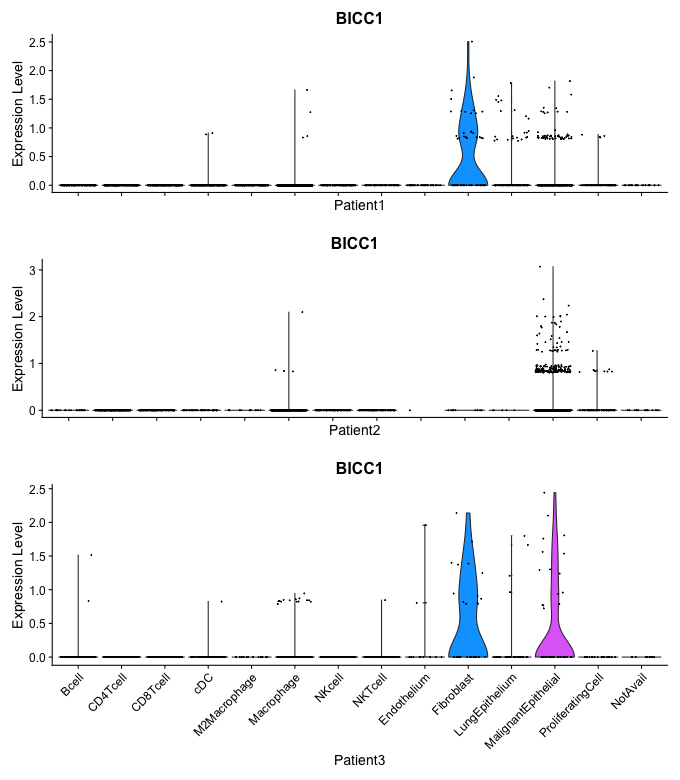 BICC1
Expression Level
2.5
2.0
1.5
1.0
0.5
0.0
Patient1
BICC1
Expression Level
3
2
1
0
Patient2
BICC1
Expression Level
2.5
2.0
1.5
1.0
0.5
0.0
Bcell
CD4Tcell
CD8Tcell
cDC
M2Macrophage
Macrophage
NKcell
NKTcell
Endothelium
Fibroblast
LungEpithelium
MalignantEpithelial
ProliferatingCell
NotAvail
Patient3